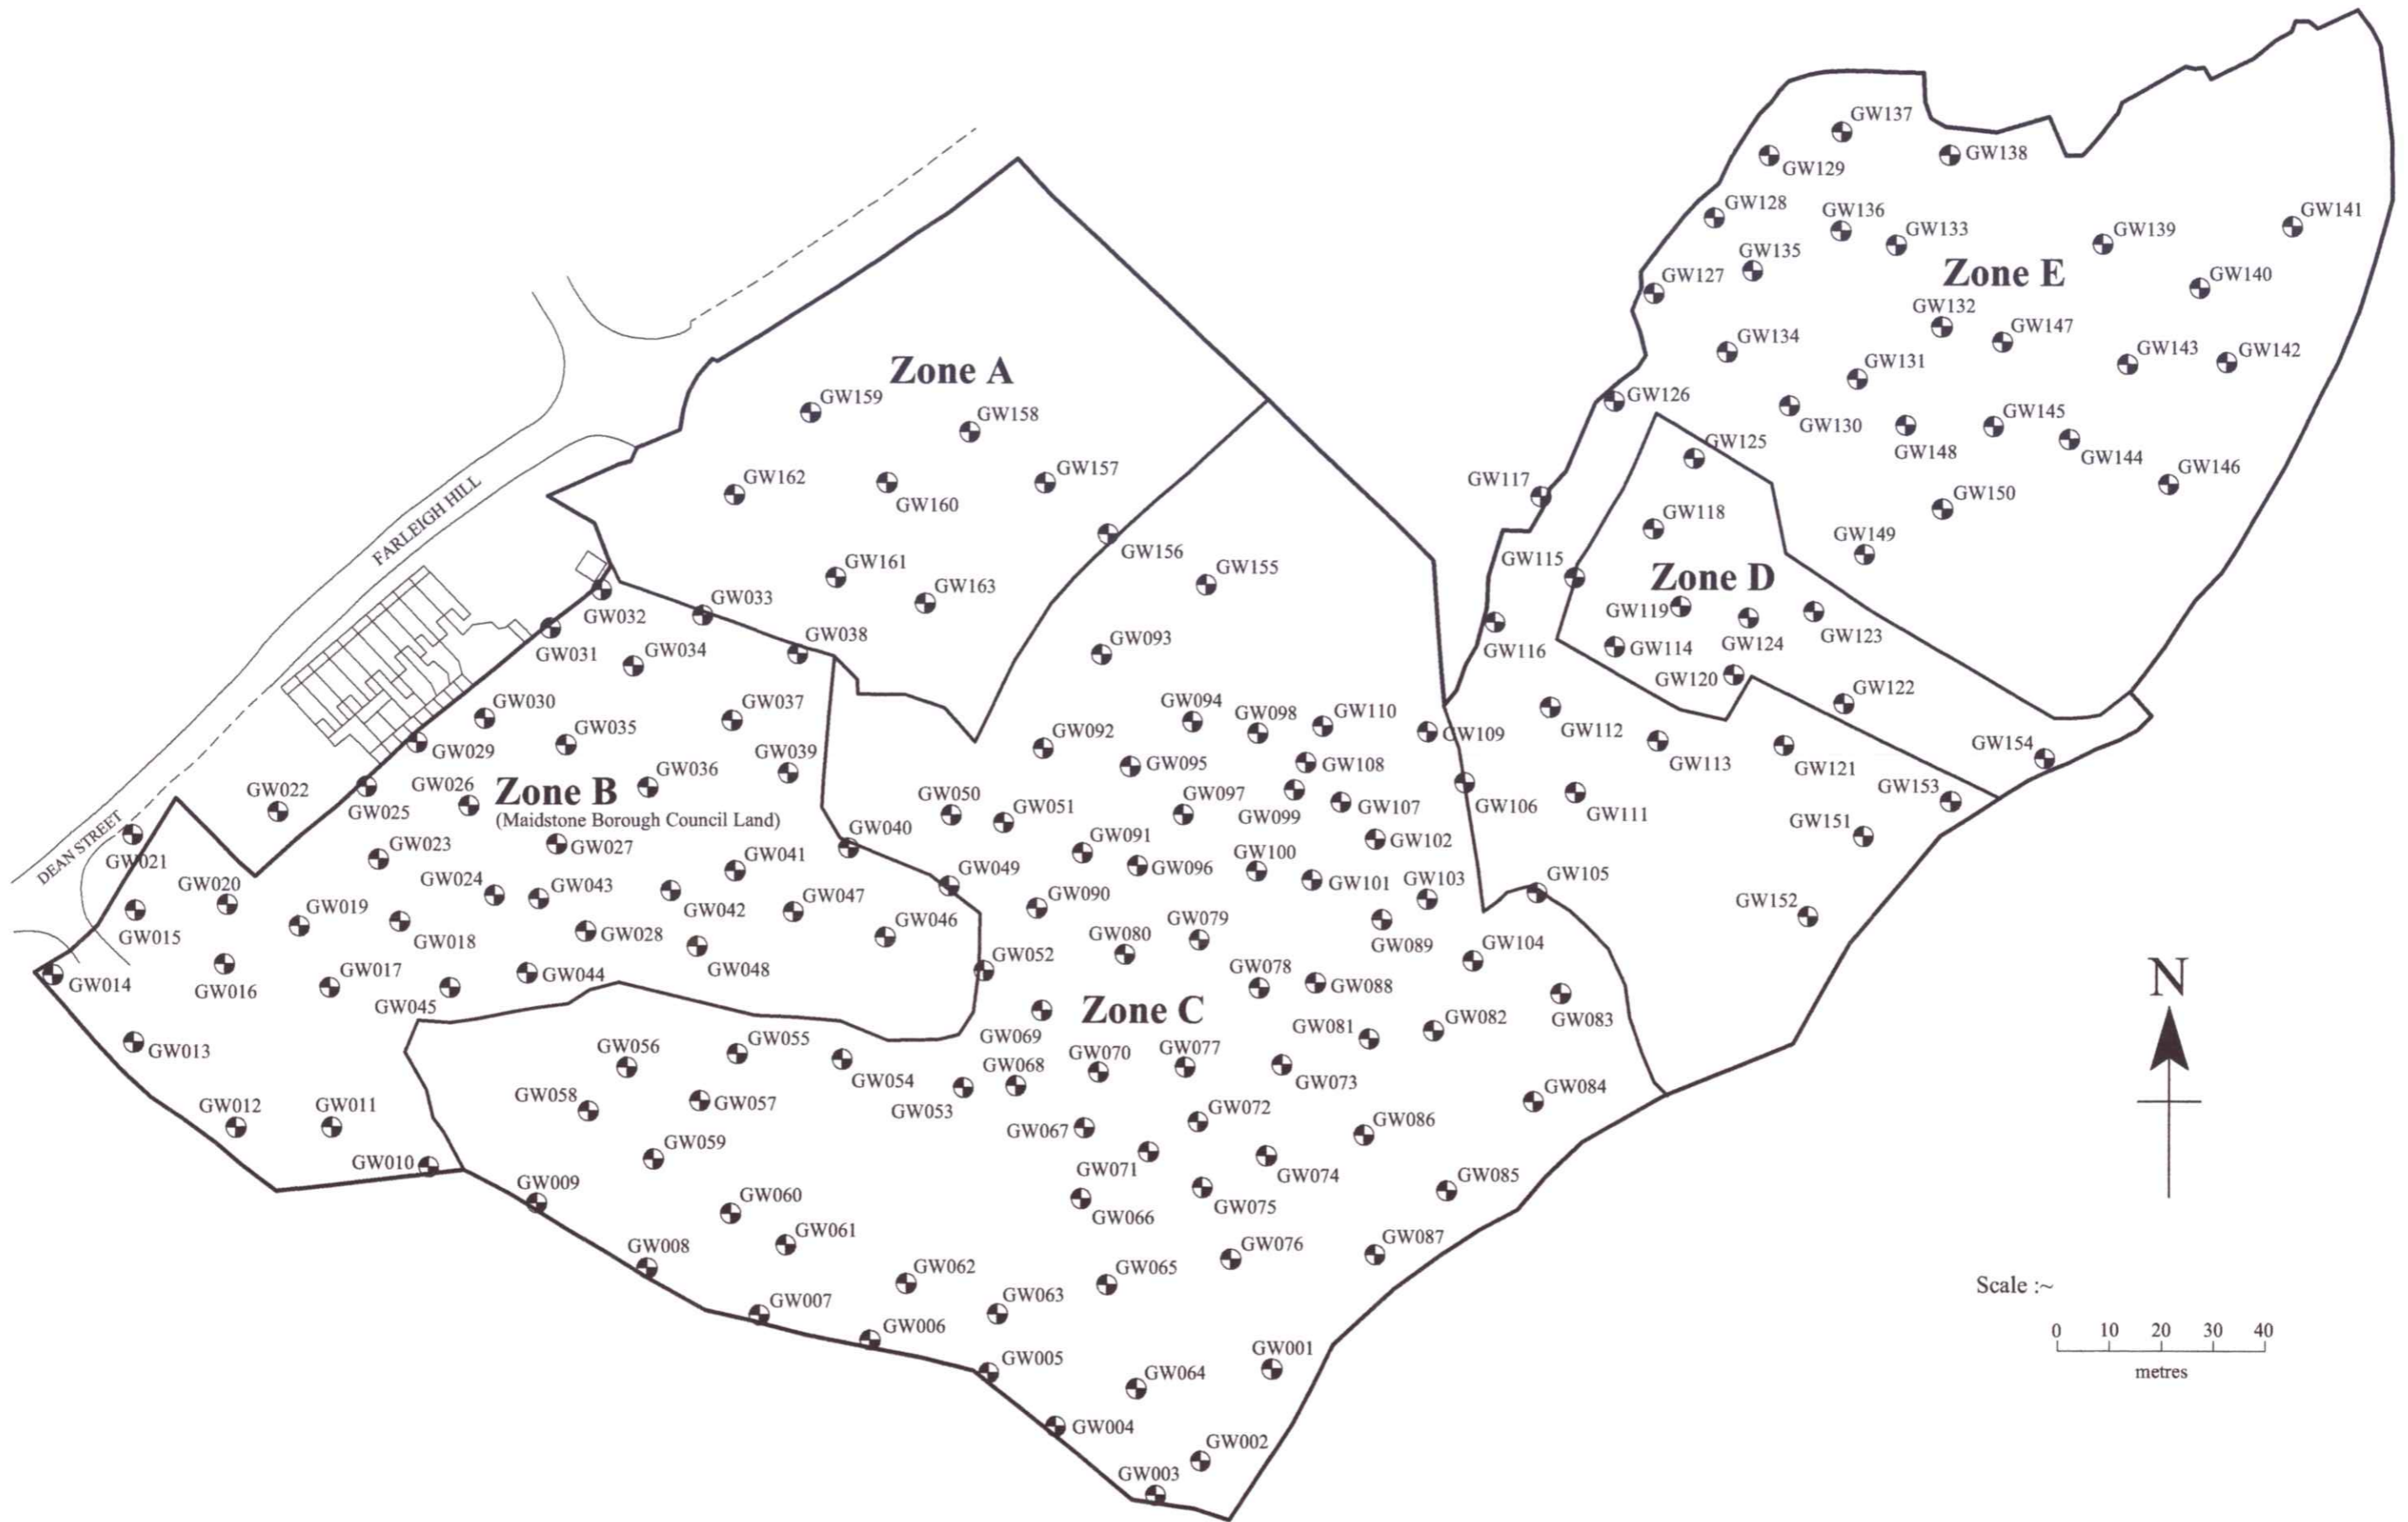 GW137
GW138
GW129
GW128
GW136
GW133
GW139
GW141
GW135
GW127
Zone E
GW140
GW132
GW147
GW134
GW131
GW143
GW142
Zone A
GW159
GW158
GW126
GW130
GW145
GW148
GW144
GW125
GW146
GW157
GW162
GW160
GW117
GW150
GW118
FARLEIGH HILL
GW156
GW149
GW115
GW155
GW161
GW163
Zone D
GW033
GW119
GW032
GW038
GW093
GW123
GW124
GW114
GW116
GW031
GW034
GW120
GW122
GW030
GW037
GW094
GW098
GW110
GW109
GW112
GW035
GW029
GW039
GW092
GW095
GW108
GW113
GW121
GW154
GW036
GW026
Zone B
(Maidstone Borough Council Land)
GW022
GW025
GW050
GW051
GW097
GW099
GW107
GW106
GW111
GW153
GW151
DEAN STREET
GW021
GW023
GW027
GW040
GW091
GW102
GW041
GW049
GW096
GW100
GW101
GW103
GW105
GW020
GW024
GW043
GW042
GW047
GW090
GW152
GW019
GW046
GW079
GW015
GW018
GW028
GW080
GW089
GW104
GW048
GW052
GW078
GW014
GW016
GW017
GW044
GW088
N
GW045
Zone C
GW069
GW081
GW082
GW083
GW013
GW056
GW055
GW070
GW077
GW054
GW068
GW073
GW058
GW057
GW053
GW084
GW012
GW011
GW072
GW067
GW086
GW059
GW010
GW071
GW074
GW009
GW060
GW066
GW075
GW085
GW061
GW008
GW076
GW087
GW062
GW065
Scale :~
GW007
GW063
GW006
0 10 20 30 40
GW005
GW001
metres
GW064
GW004
GW002
GW003